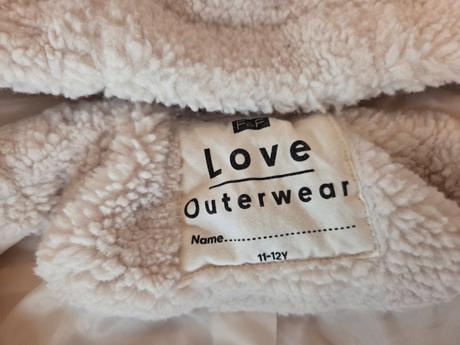 F&F
Love
Outerwear
Name..............................
11-12Y